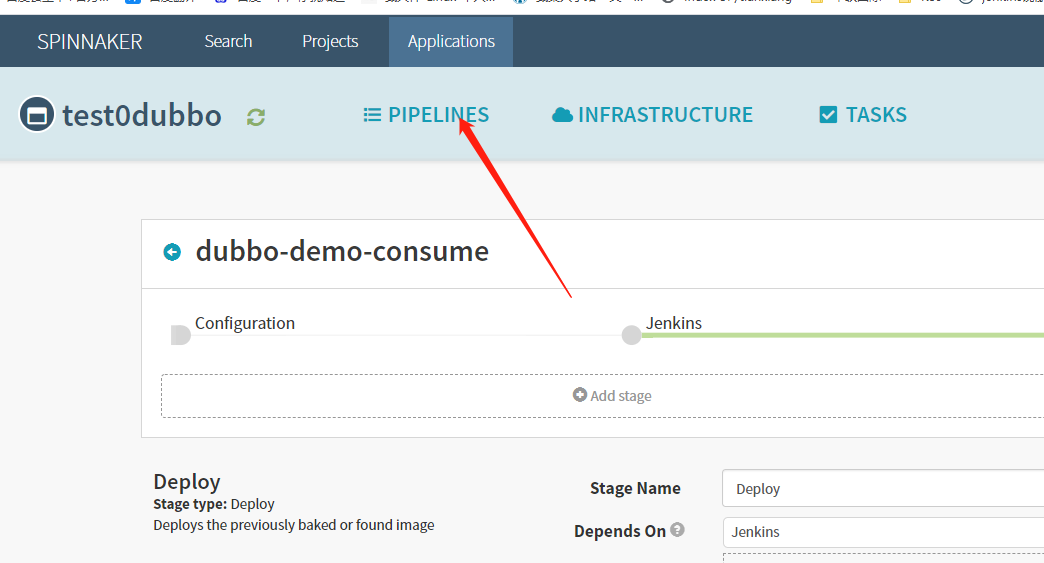 SPINNAKER Search Projects Applications
test0dubbo PIPELINES INFRASTRUCTURE TASKS
dubbo-demo-consume
Configuration Jenkins
Add stage
Deploy
Stage type: Deploy
Deploys the previously baked or found image
Stage Name Deploy
Depends On ? Jenkins